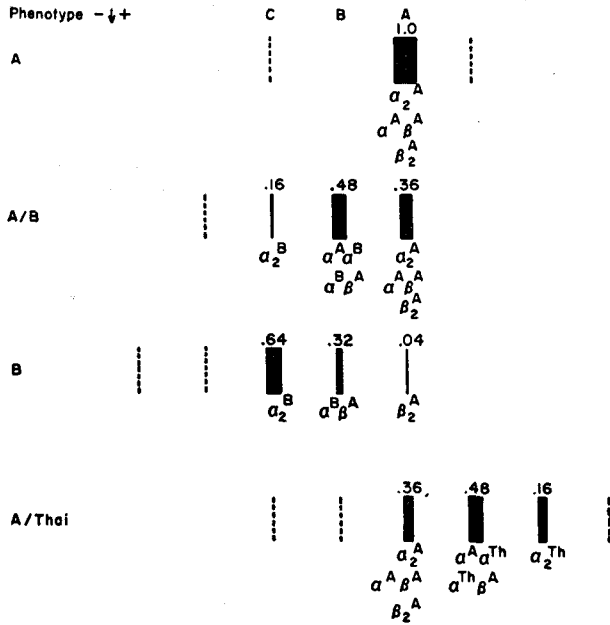 Phenotype - ↓ + C B A
A 1.0
α₂ᴬ
αᴬβᴬ
β₂ᴬ
A/B .16 .48 .36
α₂ᴮ αᴬαᴮ α₂ᴬ
αᴮβᴬ αᴬβᴬ
β₂ᴬ
B .64 .32 .04
α₂ᴮ αᴮβᴬ β₂ᴬ
A/Thai .36 .48 .16
α₂ᴬ αᴬαᵀʰ α₂ᵀʰ
αᴬβᴬ αᵀʰβᴬ
β₂ᴬ